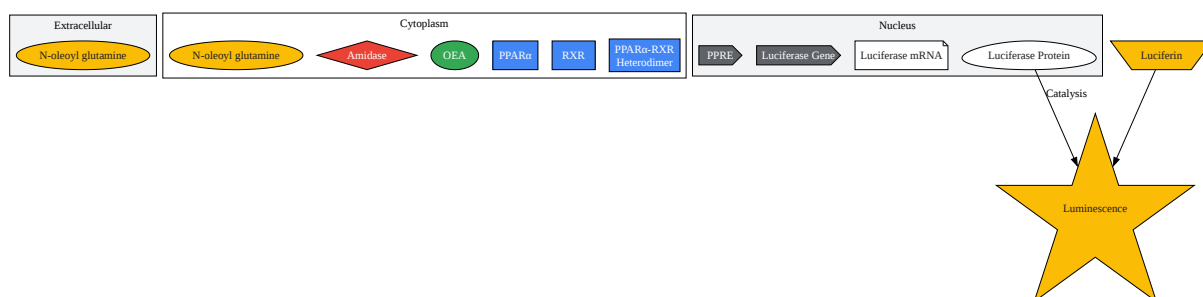 Extracellular
N-oleoyl glutamine
Cytoplasm
N-oleoyl glutamine
Amidase
OEA
PPARα
RXR
PPARα-RXR
Heterodimer
Nucleus
PPRE
Luciferase Gene
Luciferase mRNA
Luciferase Protein
Luciferin
Catalysis
Luminescence